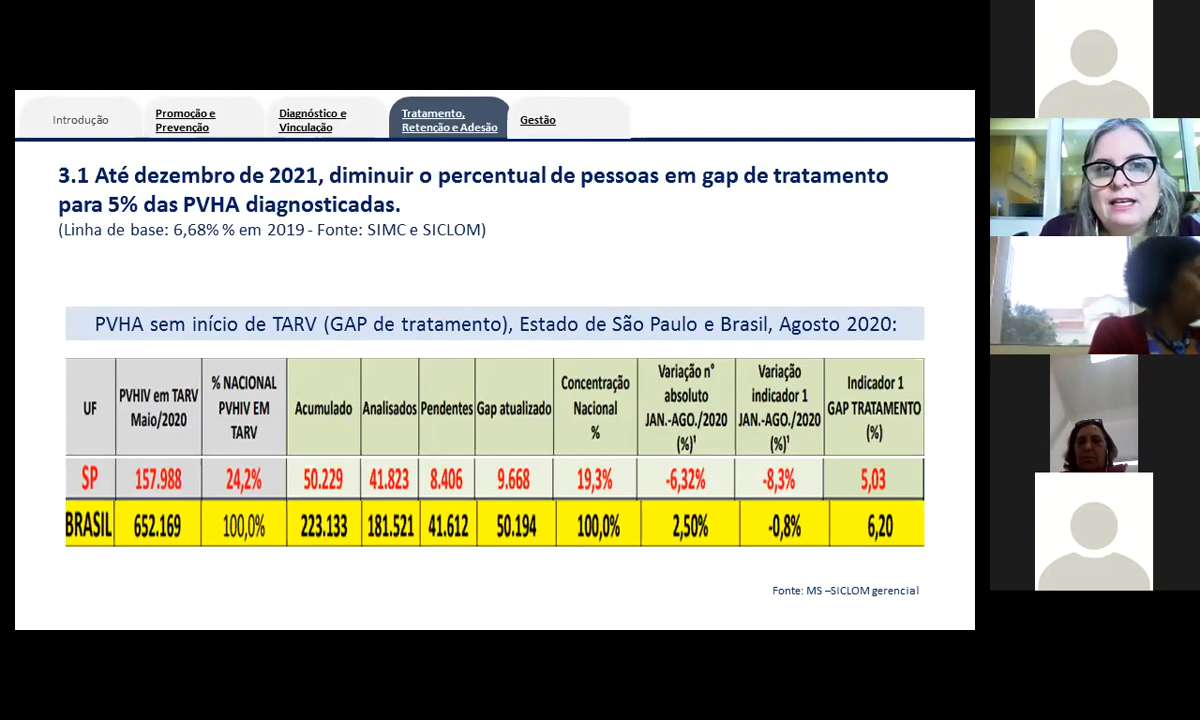 Introdução
Promoção e
Prevenção
Diagnóstico e
Vinculação
Tratamento,
Retenção e Adesão
Gestão
3.1 Até dezembro de 2021, diminuir o percentual de pessoas em gap de tratamento
para 5% das PVHA diagnosticadas.
(Linha de base: 6,68% % em 2019 - Fonte: SIMC e SICLOM)
PVHA sem início de TARV (GAP de tratamento), Estado de São Paulo e Brasil, Agosto 2020:
UF
PVHIV em TARV
Maio/2020
% NACIONAL
PVHIV EM
TARV
Acumulado
Analisados
Pendentes
Gap atualizado
Concentração
Nacional
%
Variação n°
absoluto
JAN.-AGO./2020
(%)¹
Variação
indicador 1
JAN.-AGO./2020
(%)¹
Indicador 1
GAP TRATAMENTO
(%)
SP 157.988 24,2% 50.229 41.823 8.406 9.668 19,3% -6,32% -8,3% 5,03
BRASIL 652.169 100,0% 223.133 181.521 41.612 50.194 100,0% 2,50% -0,8% 6,20
Fonte: MS –SICLOM gerencial